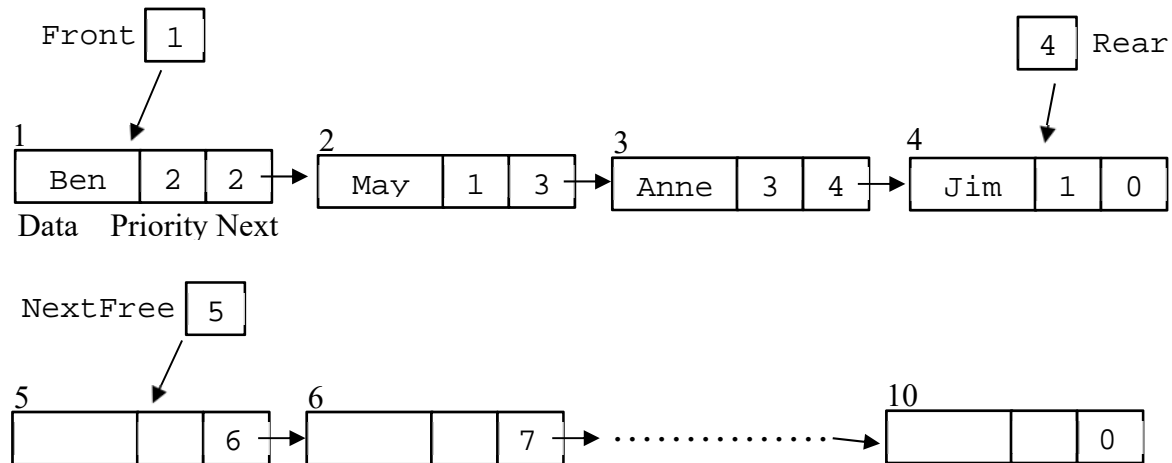 Front 1 4 Rear
1 2 3 4
Ben 2 2 May 1 3 Anne 3 4 Jim 1 0
Data Priority Next
NextFree 5
5 6 10
6 7 ................ 0